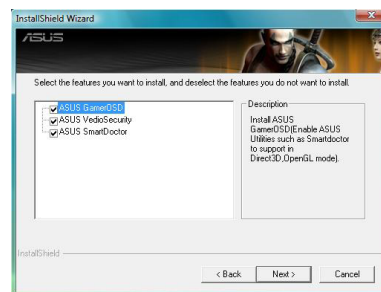 InstallShield Wizard
ASUS
Select the features you want to install, and deselect the features you do not want to install.
ASUS GamerOSD
ASUS VedioSecurity
ASUS SmartDoctor
Description
Install ASUS
GamerOSD(Enable ASUS
Utilities such as Smartdoctor
to support in
Direct3D,OpenGL mode).
InstallShield
< Back
Next >
Cancel